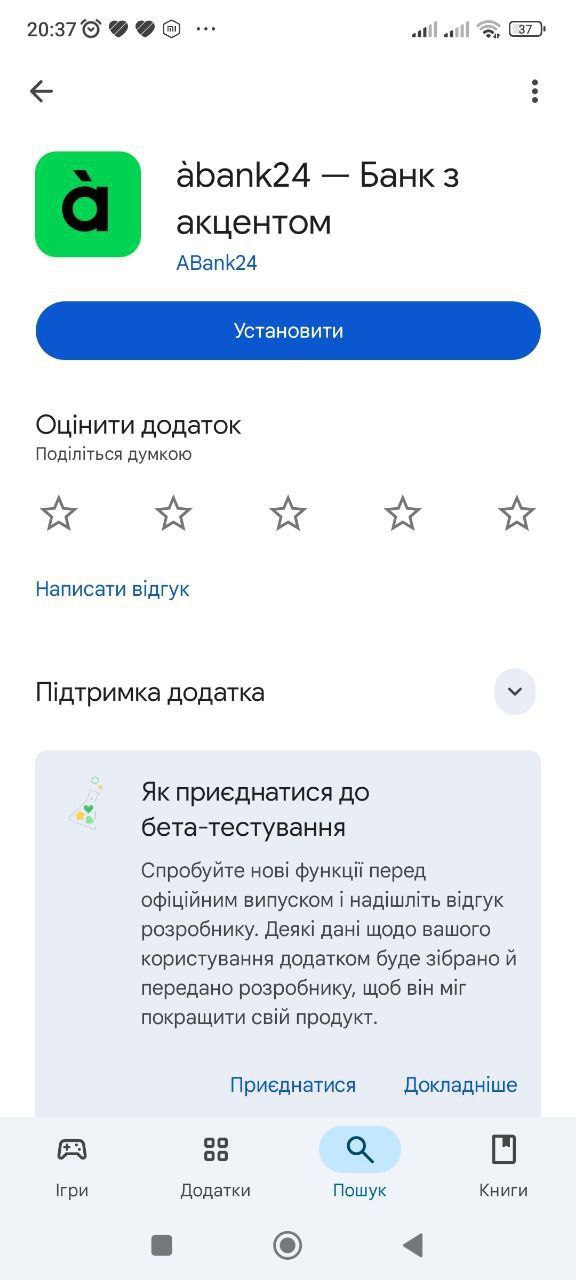 20:37
37
àbank24 — Банк з
акцентом
ABank24
Установити
Оцінити додаток
Поділіться думкою
Написати відгук
Підтримка додатка
Як приєднатися до
бета-тестування
Спробуйте нові функції перед
офіційним випуском і надішліть відгук
розробнику. Деякі дані щодо вашого
користування додатком буде зібрано й
передано розробнику, щоб він міг
покращити свій продукт.
Приєднатися Докладніше
Ігри Додатки Пошук Книги